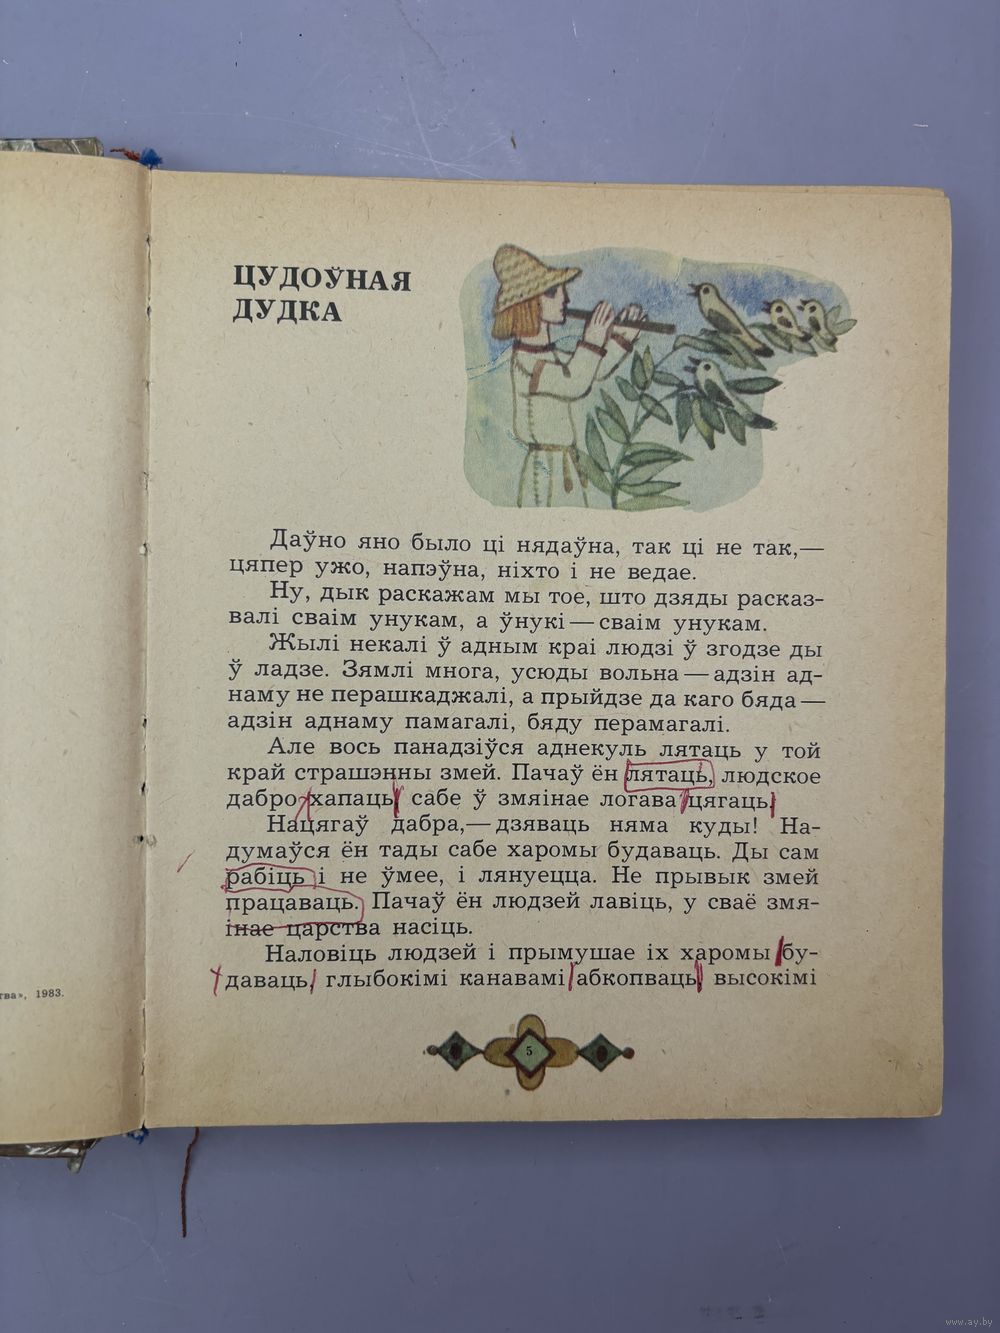 ЦУДОЎНАЯ
ДУДКА
Даўно яно было ці нядаўна, так ці не так,—
цяпер ужо, напэўна, ніхто і не ведае.
Ну, дык раскажам мы тое, што дзяды расказ-
валі сваім унукам, а ўнукі — сваім унукам.
Жылі некалі ў адным краі людзі ў згодзе ды
ў ладзе. Зямлі многа, усюды вольна — адзін ад-
наму не перашкаджалі, а прыйдзе да каго бяда —
адзін аднаму памагалі, бяду перамагалі.
Але вось панадзіўся аднекуль лятаць у той
край страшэнны змей. Пачаў ён лятаць, людское
дабро хапаць, сабе ў змяінае логава цягаць.
Нацягаў дабра,— дзяваць няма куды! На-
думаўся ён тады сабе харомы будаваць. Ды сам
рабіць і не ўмее, і лянуецца. Не прывык змей
працаваць. Пачаў ён людзей лавіць, у сваё змя-
інае царства насіць.
Наловіць людзей і прымушае іх харомы бу-
даваць, глыбокімі канавамі абкопваць, высокімі
тва», 1983.
5
www.ay.by